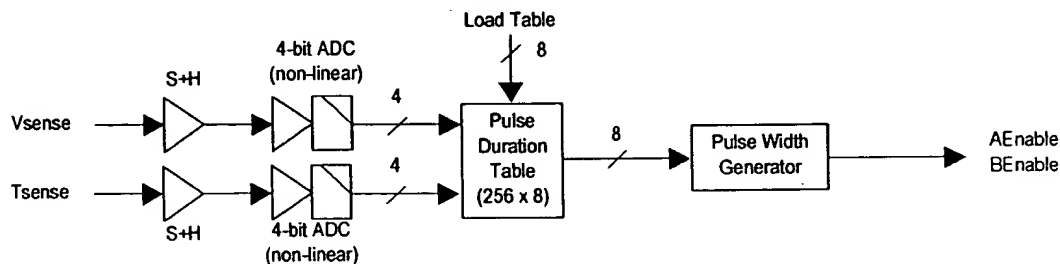 Load Table
8
4-bit ADC
(non-linear)
S+H
4
Vsense
Pulse
Duration
Table
(256 x 8)
8
Pulse Width
Generator
AEnable
BEnable
4
Tsense
S+H
4-bit ADC
(non-linear)